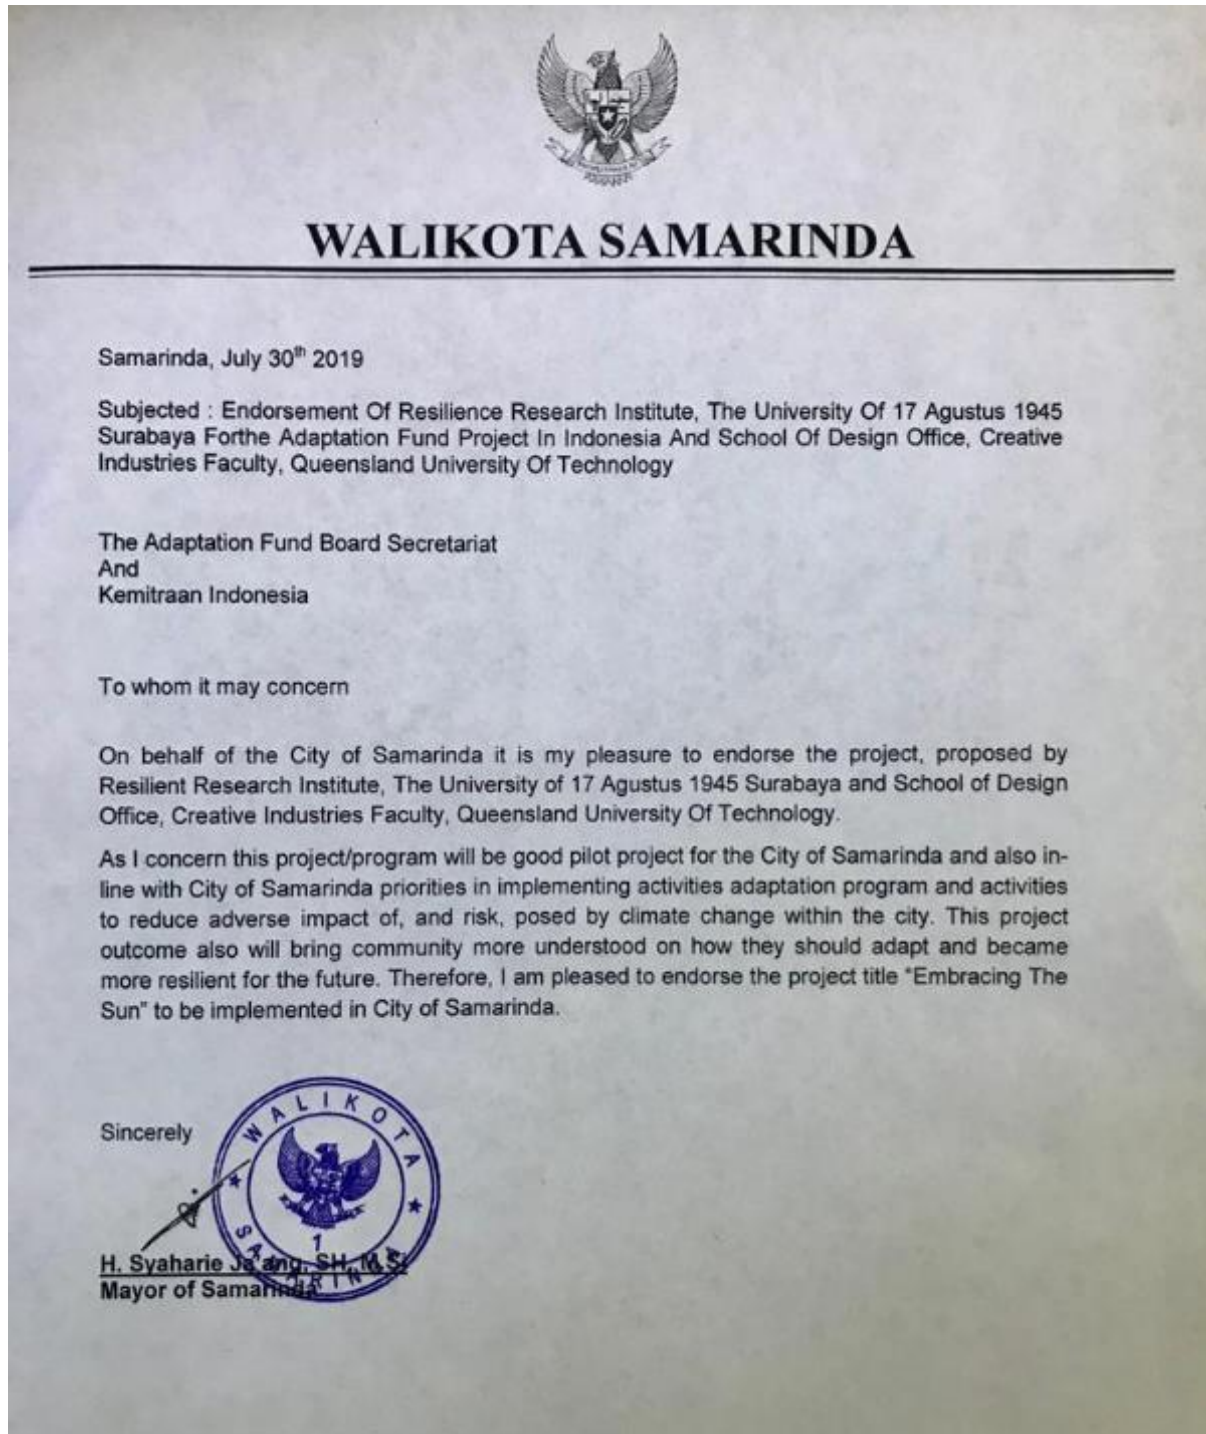 WALIKOTA SAMARINDA
Samarinda, July 30th 2019
Subjected : Endorsement Of Resilience Research Institute, The University Of 17 Agustus 1945
Surabaya Forthe Adaptation Fund Project In Indonesia And School Of Design Office, Creative
Industries Faculty, Queensland University Of Technology
The Adaptation Fund Board Secretariat
And
Kemitraan Indonesia
To whom it may concern
On behalf of the City of Samarinda it is my pleasure to endorse the project, proposed by
Resilient Research Institute, The University of 17 Agustus 1945 Surabaya and School of Design
Office, Creative Industries Faculty, Queensland University Of Technology.
As I concern this project/program will be good pilot project for the City of Samarinda and also in-
line with City of Samarinda priorities in implementing activities adaptation program and activities
to reduce adverse impact of, and risk, posed by climate change within the city. This project
outcome also will bring community more understood on how they should adapt and became
more resilient for the future. Therefore, I am pleased to endorse the project title "Embracing The
Sun" to be implemented in City of Samarinda.
Sincerely
WALIKOTA
1
SAMARINDA
H. Syaharie Ja'ang, SH, M.Si
Mayor of Samarinda